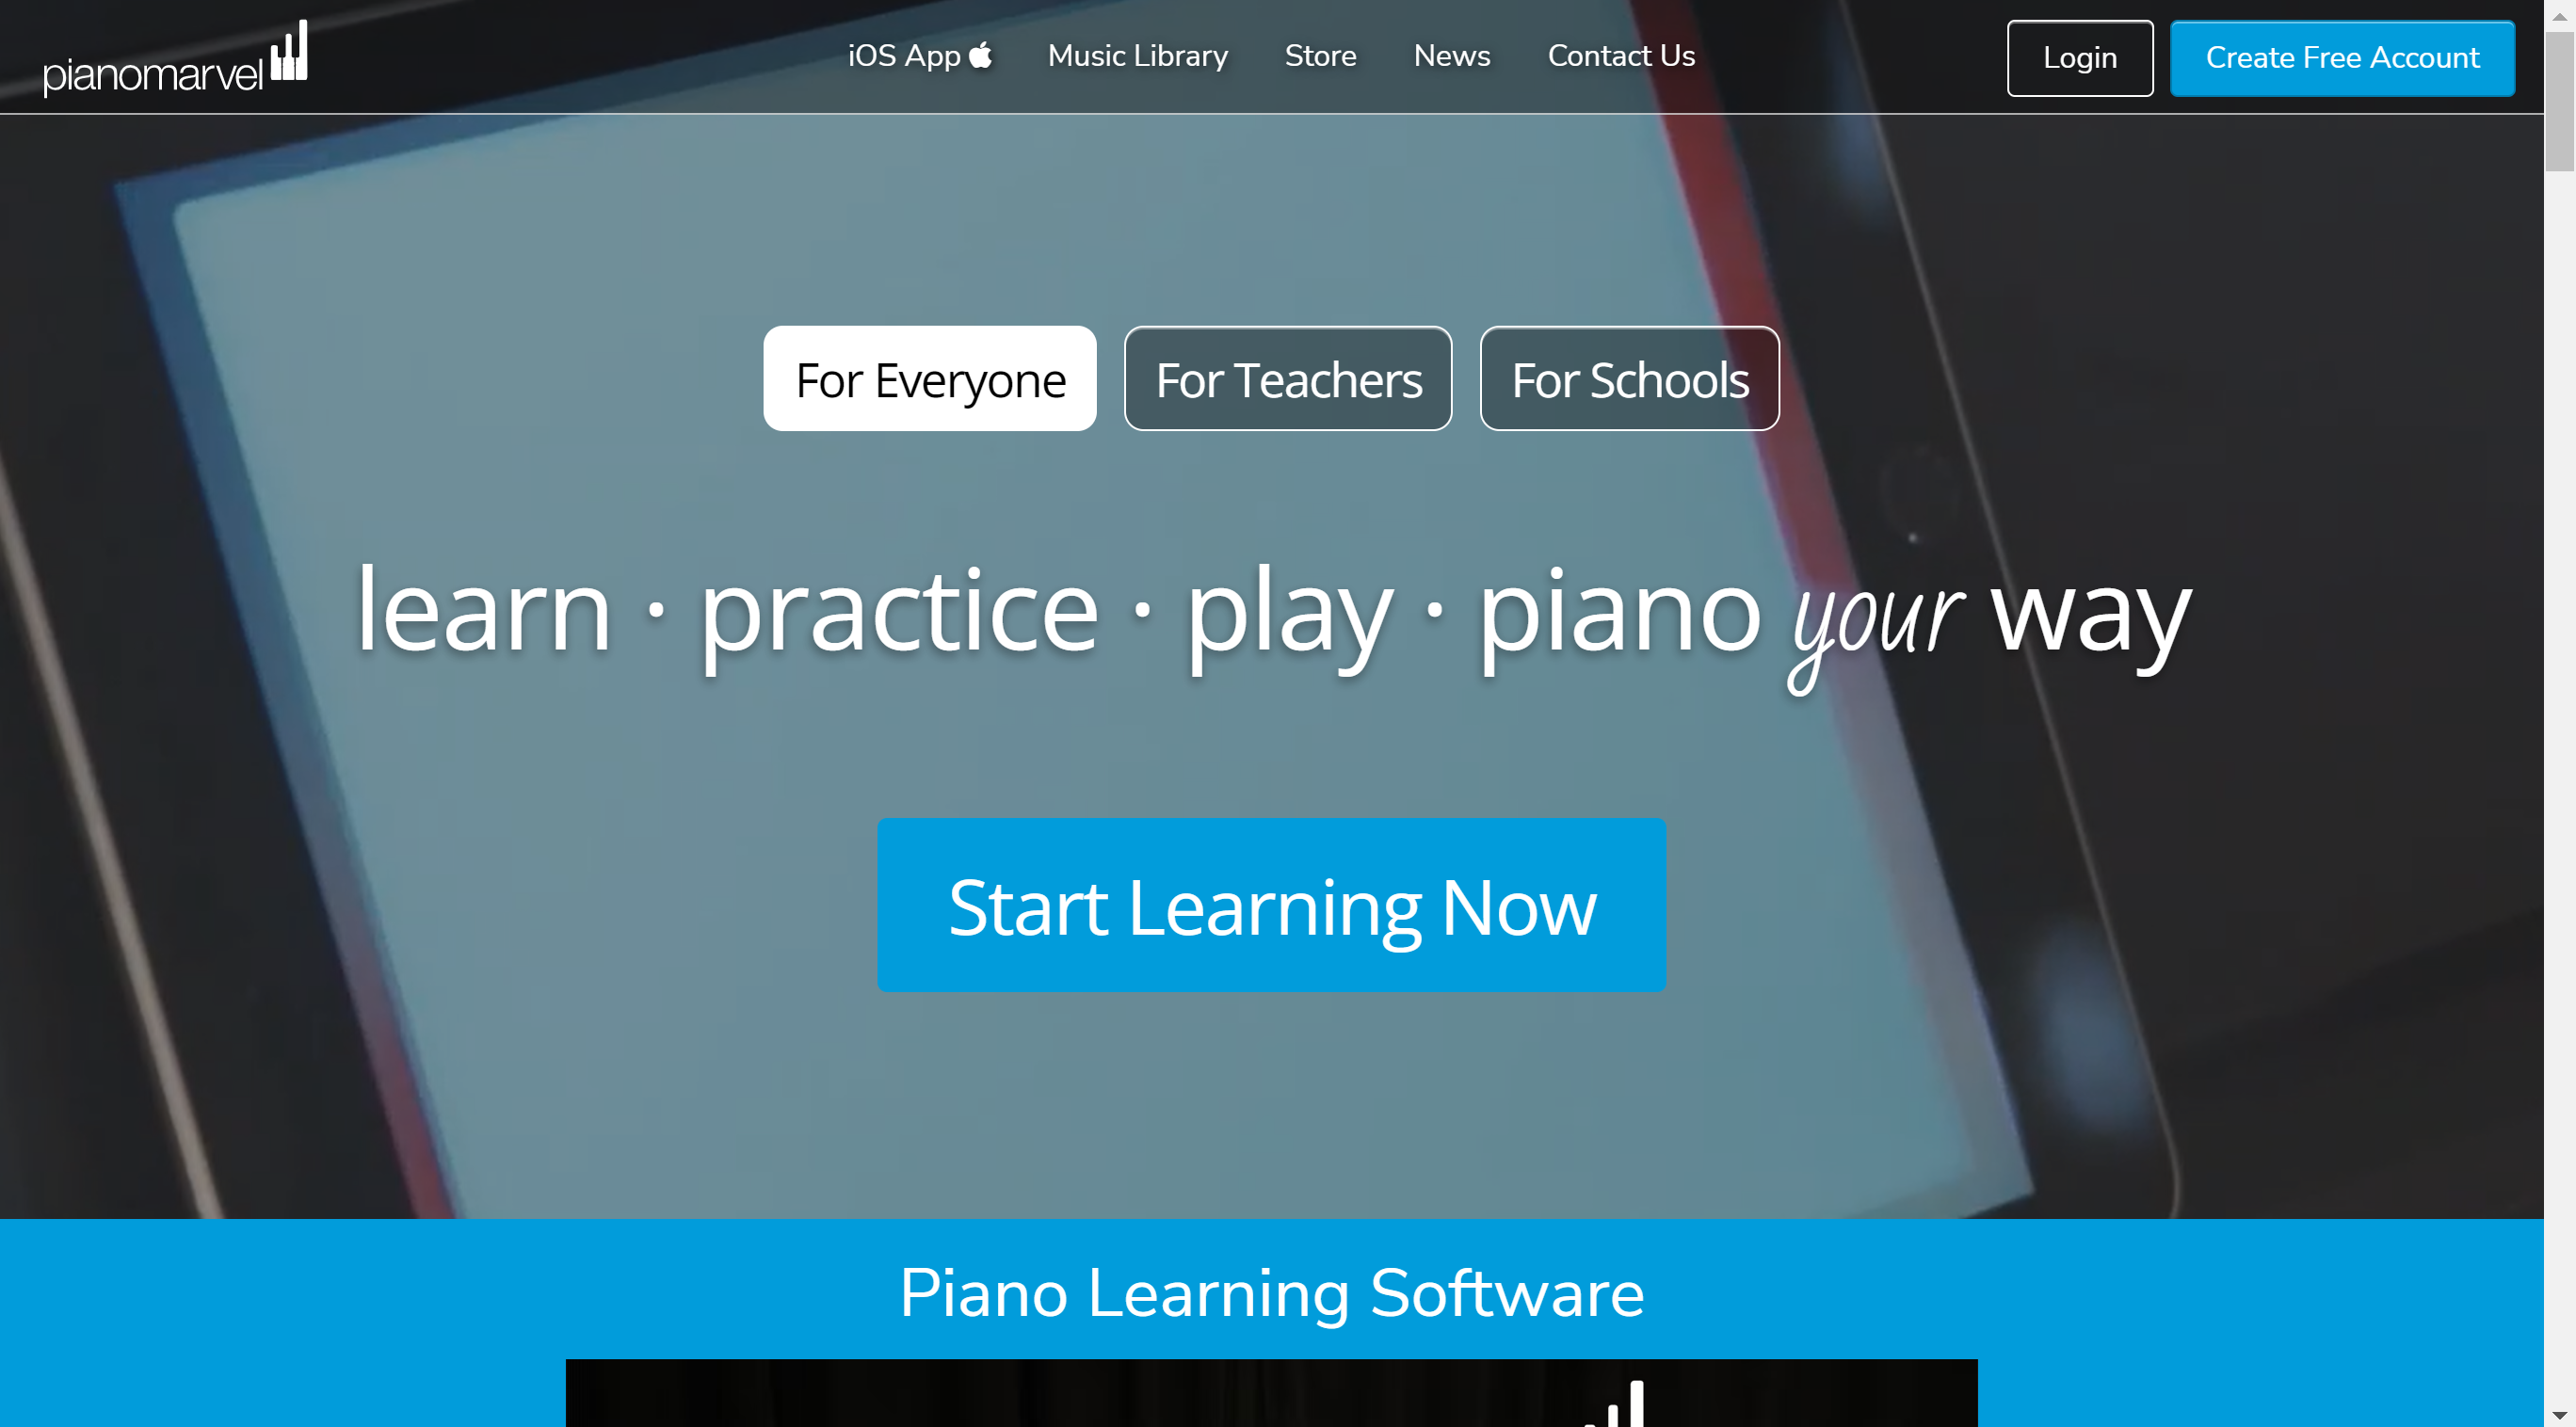 pianomarvel
iOS App
Music Library
Store
News
Contact Us
Login
Create Free Account
For Everyone
For Teachers
For Schools
learn · practice · play · piano your way
Start Learning Now
Piano Learning Software